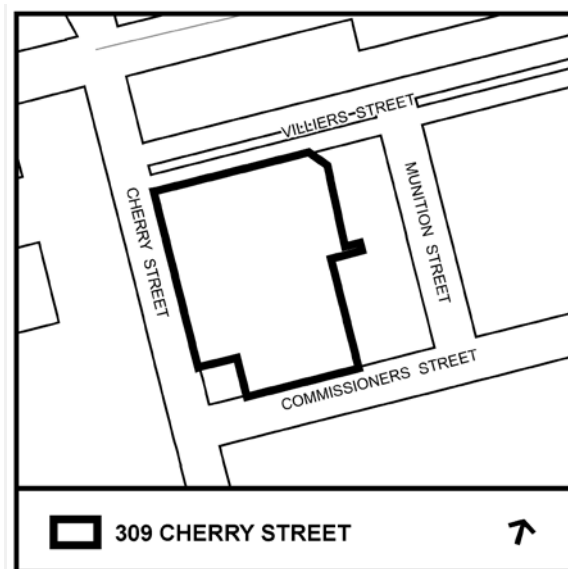 VILLIERS STREET
CHERRY STREET
MUNITION STREET
COMMISSIONERS STREET
309 CHERRY STREET